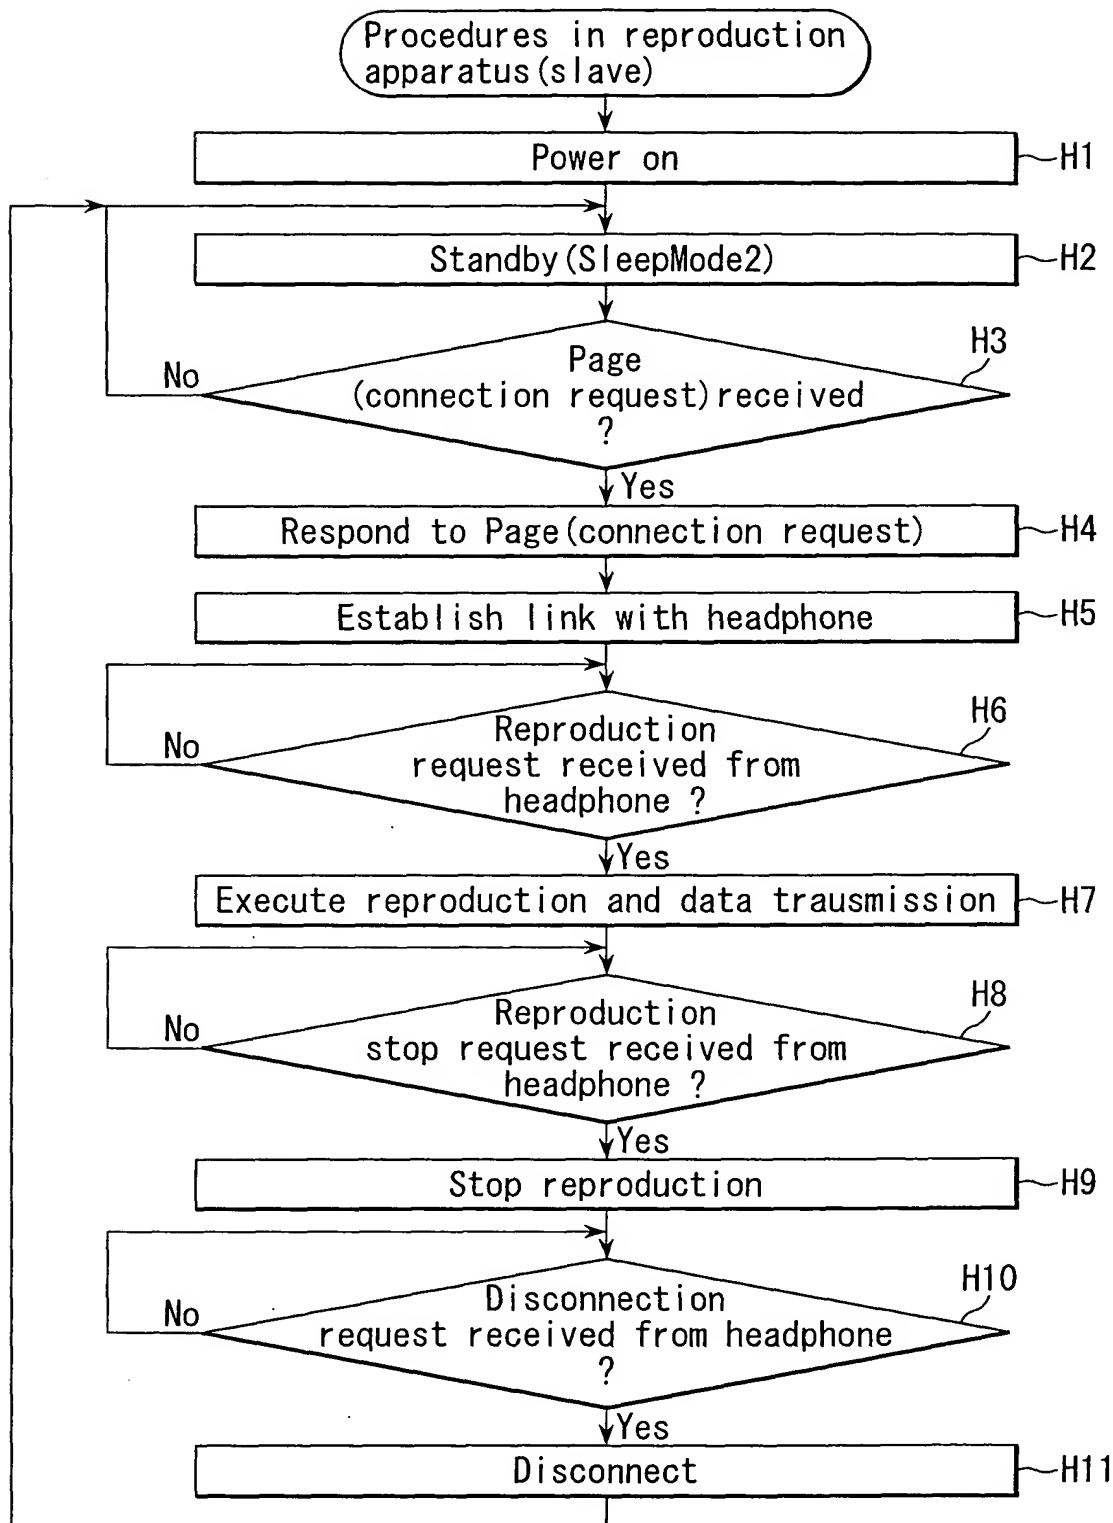 Procedures in reproduction
apparatus(slave)
Power on
H1
Standby(SleepMode2)
H2
H3
Page
(connection request)received
?
No
Yes
Respond to Page(connection request)
H4
Establish link with headphone
H5
H6
Reproduction
request received from
headphone ?
No
Yes
Execute reproduction and data trausmission
H7
H8
Reproduction
stop request received from
headphone ?
No
Yes
Stop reproduction
H9
H10
Disconnection
request received from headphone
?
No
Yes
Disconnect
H11